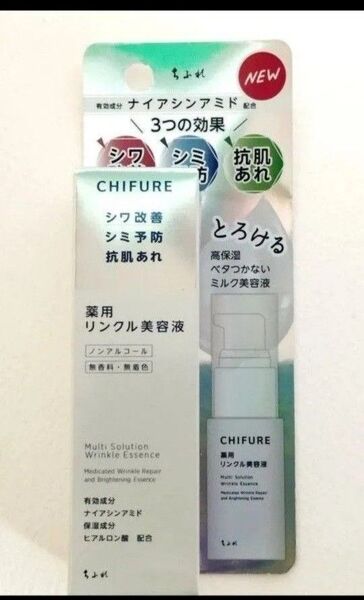 ちふれ
NEW
有効成分 ナイアシンアミド 配合
3つの効果
シワ
シミ
防
抗肌
あれ
とろける
高保湿
ベタつかない
ミルク美容液
CHIFURE
シワ改善
シミ予防
抗肌あれ
薬用
リンクル美容液
ノンアルコール
無香料・無着色
Multi Solution
Wrinkle Essence
Medicated Wrinkle Repair
and Brightening Essence
有効成分
ナイアシンアミド
保湿成分
ヒアルロン酸 配合
ちふれ
CHIFURE
薬用
リンクル美容液
Multi Solution
Wrinkle Essence
Medicated Wrinkle Repair
and Brightening Essence
ちふれ